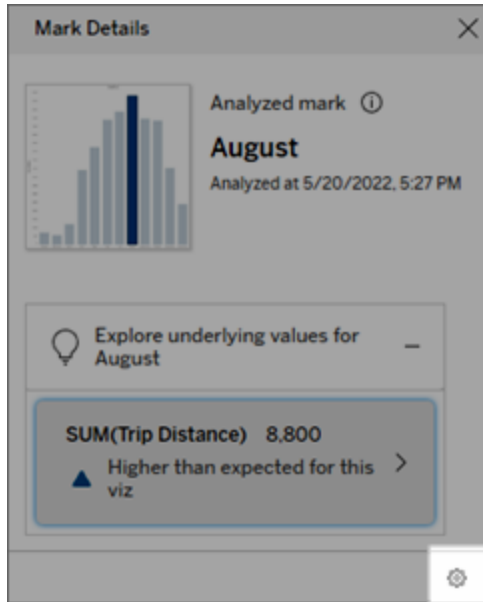 Mark Details
Analyzed mark
August
Analyzed at 5/20/2022, 5:27 PM
Explore underlying values for
August
SUM(Trip Distance) 8,800
Higher than expected for this
viz